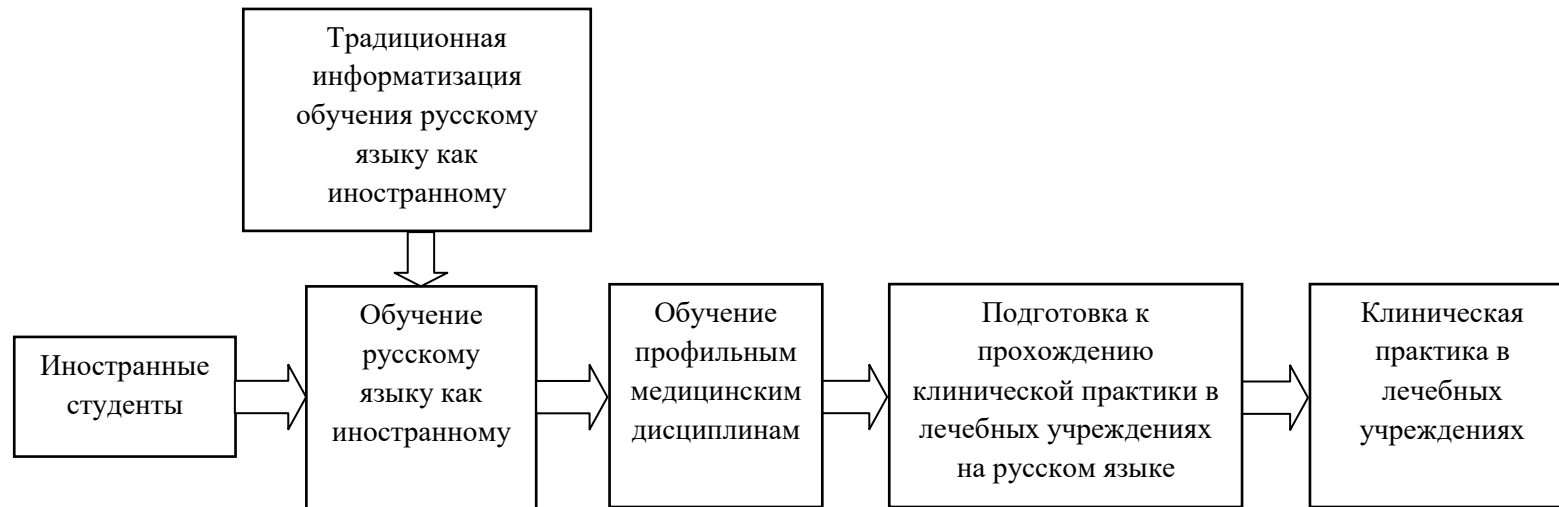 Традиционная
информатизация
обучения русскому
языку как
иностранному
Иностранные
студенты
Обучение
русскому
языку как
иностранному
Обучение
профильным
медицинским
дисциплинам
Подготовка к
прохождению
клинической практики в
лечебных учреждениях
на русском языке
Клиническая
практика в
лечебных
учреждениях